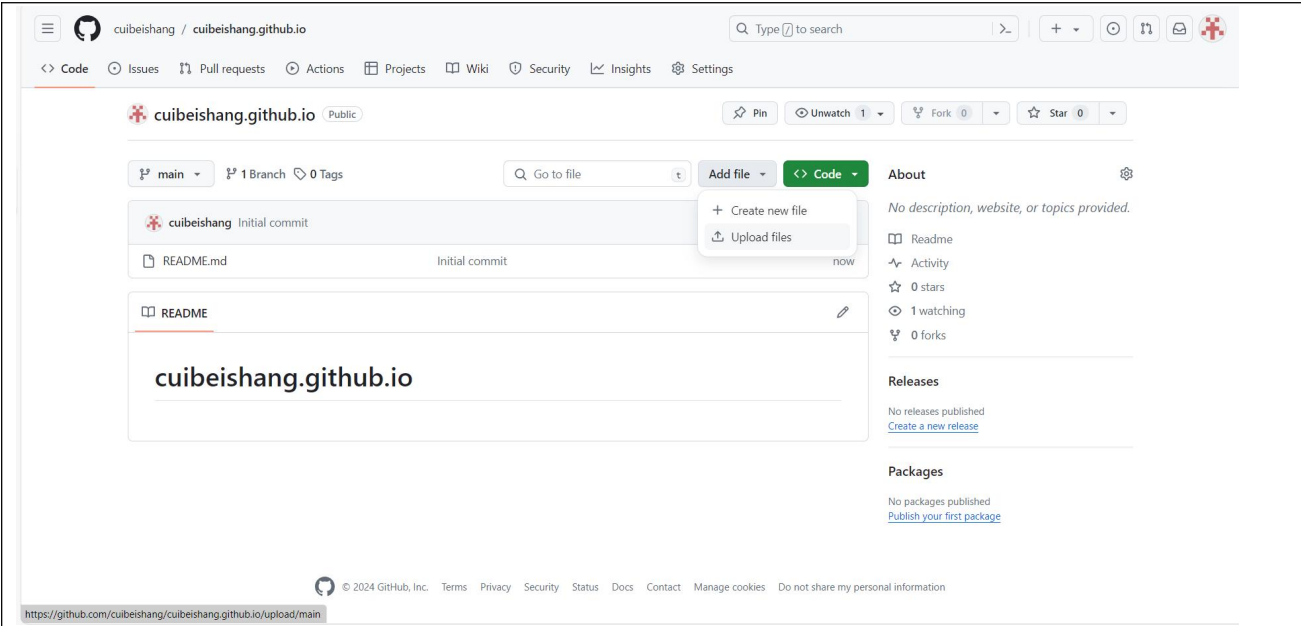 cuibeishang / cuibeishang.github.io
Type / to search
Code Issues Pull requests Actions Projects Wiki Security Insights Settings
cuibeishang.github.io Public
Pin Unwatch 1 Fork 0 Star 0
main 1 Branch 0 Tags Go to file t Add file Code
Create new file
Upload files
cuibeishang Initial commit
README.md Initial commit now
README
cuibeishang.github.io
About
No description, website, or topics provided.
Readme
Activity
0 stars
1 watching
0 forks
Releases
No releases published
Create a new release
Packages
No packages published
Publish your first package
© 2024 GitHub, Inc. Terms Privacy Security Status Docs Contact Manage cookies Do not share my personal information
https://github.com/cuibeishang/cuibeishang.github.io/upload/main